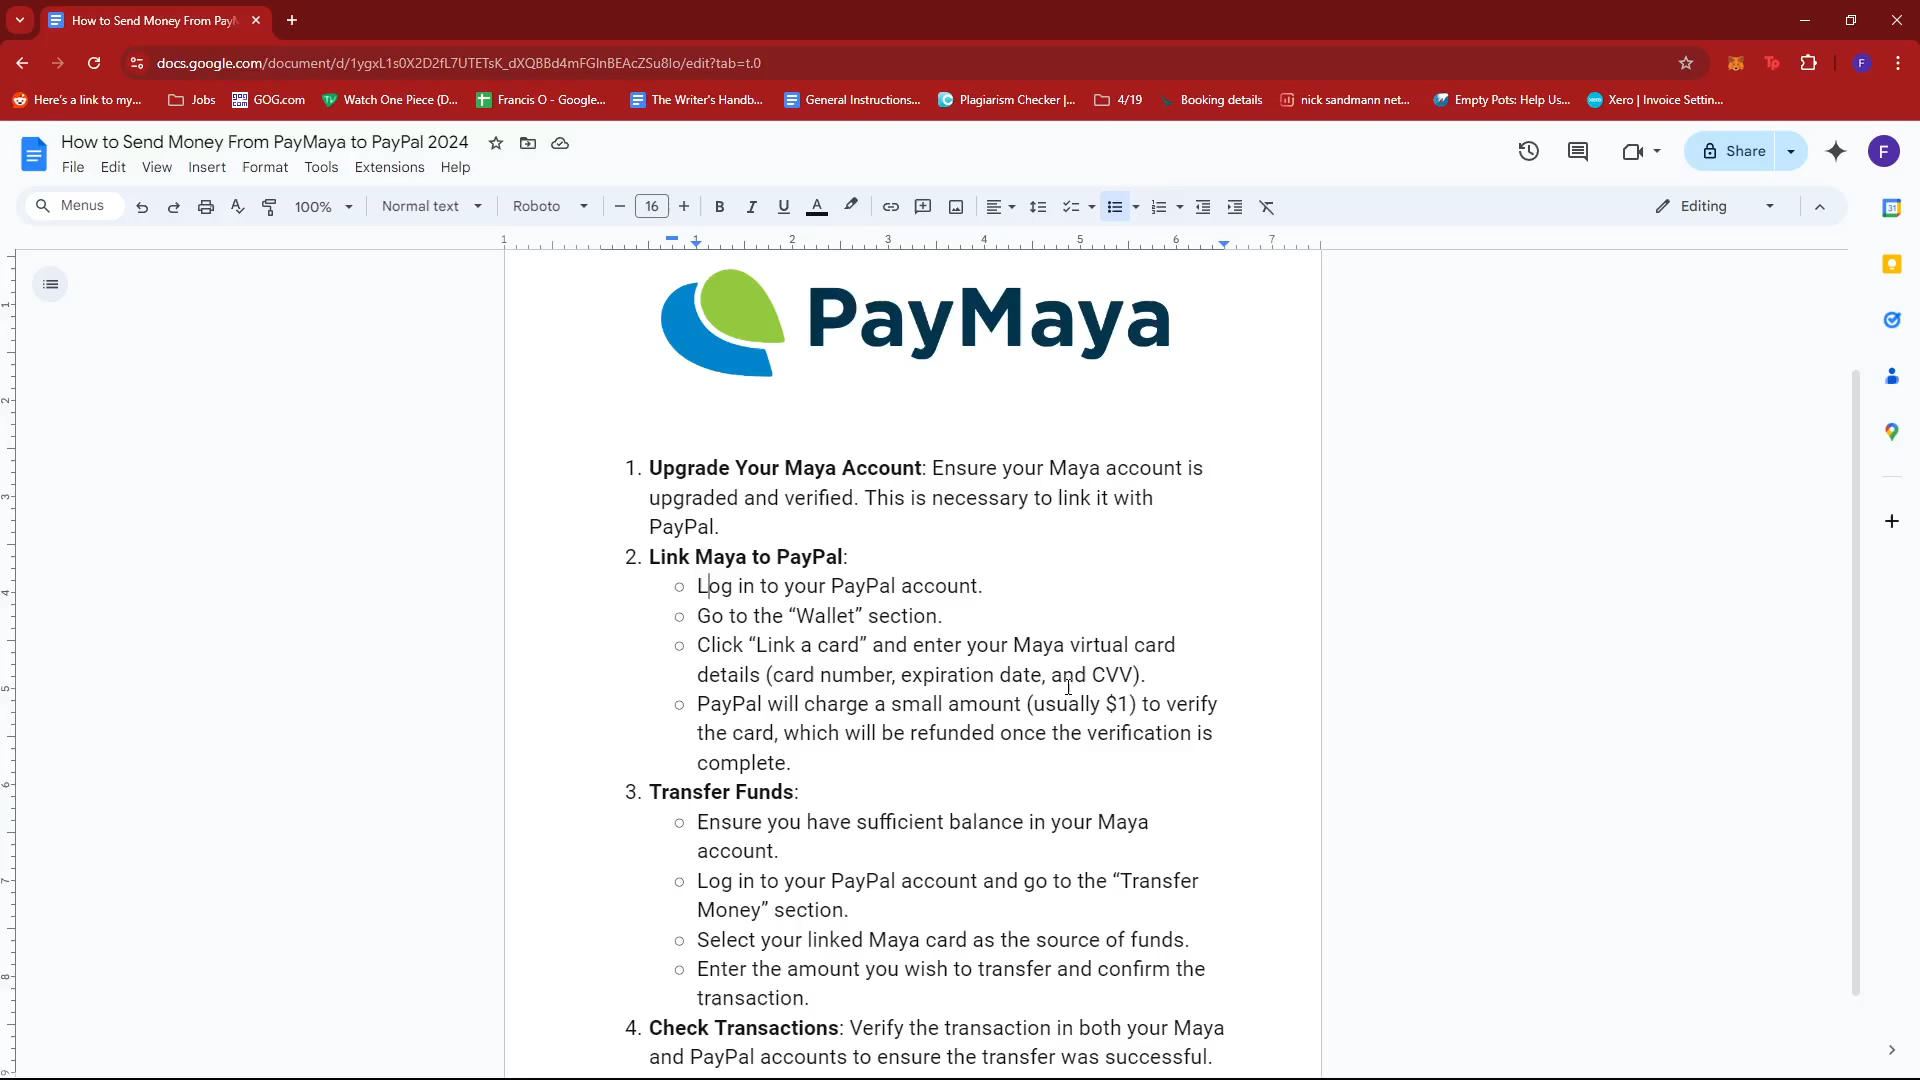 How to Send Money From PayM
docs.google.com/document/d/1ygxL1s0X2D2fL7UTETsK_dXQBBd4mFGlnBEAcZSu8Io/edit?tab=t.0
Here's a link to my... Jobs GOG.com Watch One Piece (D... Francis O - Google... The Writer's Handb... General Instructions... Plagiarism Checker |... 4/19 Booking details nick sandmann net... Empty Pots: Help Us... Xero | Invoice Settin...
How to Send Money From PayMaya to PayPal 2024
File Edit View Insert Format Tools Extensions Help
Share
F
Menus 100% Normal text Roboto 16 B I U A Editing
1 1 2 3 4 5 6 7
PayMaya
1. Upgrade Your Maya Account: Ensure your Maya account is
upgraded and verified. This is necessary to link it with
PayPal.
2. Link Maya to PayPal:
Log in to your PayPal account.
Go to the “Wallet” section.
Click “Link a card” and enter your Maya virtual card
details (card number, expiration date, and CVV).
PayPal will charge a small amount (usually $1) to verify
the card, which will be refunded once the verification is
complete.
3. Transfer Funds:
Ensure you have sufficient balance in your Maya
account.
Log in to your PayPal account and go to the “Transfer
Money” section.
Select your linked Maya card as the source of funds.
Enter the amount you wish to transfer and confirm the
transaction.
4. Check Transactions: Verify the transaction in both your Maya
and PayPal accounts to ensure the transfer was successful.